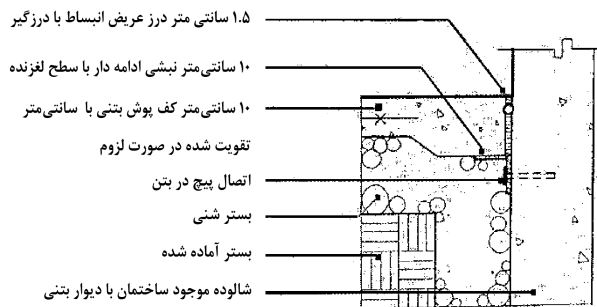 ۱.۵ سانتی متر درز عریض انبساط با درزگیر
۱۰ سانتی‌متر نبشی ادامه دار با سطح لغزنده
۱۰ سانتی‌متر کف پوش بتنی با سانتی‌متر
تقویت شده در صورت لزوم
اتصال پیچ در بتن
بستر شنی
بستر آماده شده
شالوده موجود ساختمان با دیوار بتنی